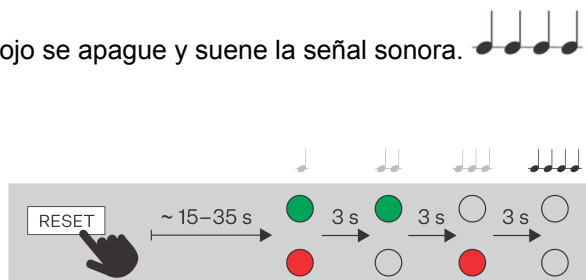 ojo se apague y suene la señal sonora.
RESET ~ 15–35 s 3 s 3 s 3 s